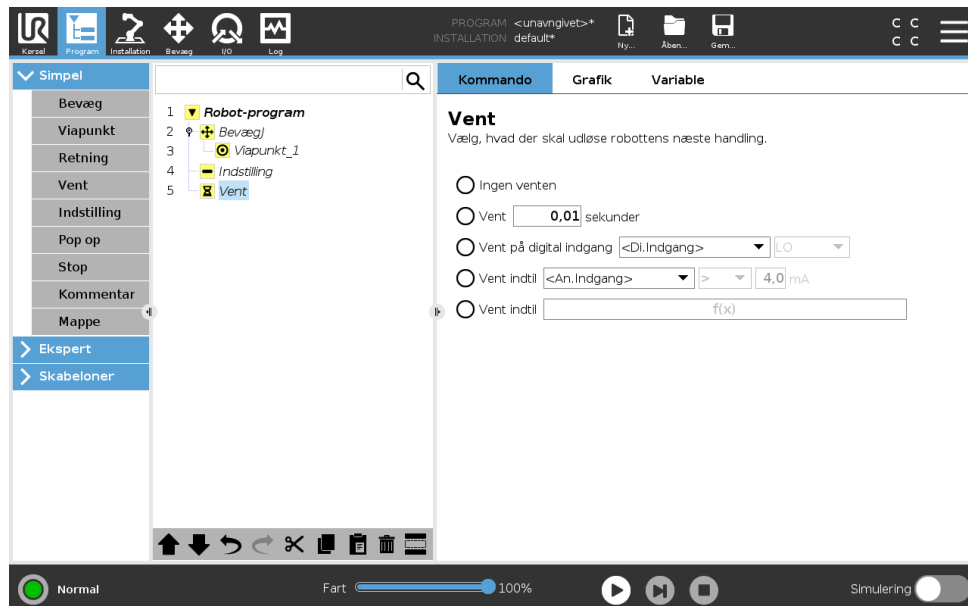 PROGRAM <unavngivet>*
INSTALLATION default*
Kørsel Program Installation Bevæg I/O Log Ny... Åben... Gem...
C C
C C
Simpel
Bevæg
Viapunkt
Retning
Vent
Indstilling
Pop op
Stop
Kommentar
Mappe
Ekspert
Skabeloner
1 Robot-program
2 BevægJ
3 Viapunkt_1
4 Indstilling
5 Vent
Kommando Grafik Variable
Vent
Vælg, hvad der skal udløse robottens næste handling.
Ingen venten
Vent 0,01 sekunder
Vent på digital indgang <Di.Indgang> LO
Vent indtil <An.Indgang> > 4,0 mA
Vent indtil f(x)
Normal Fart 100% Simulering